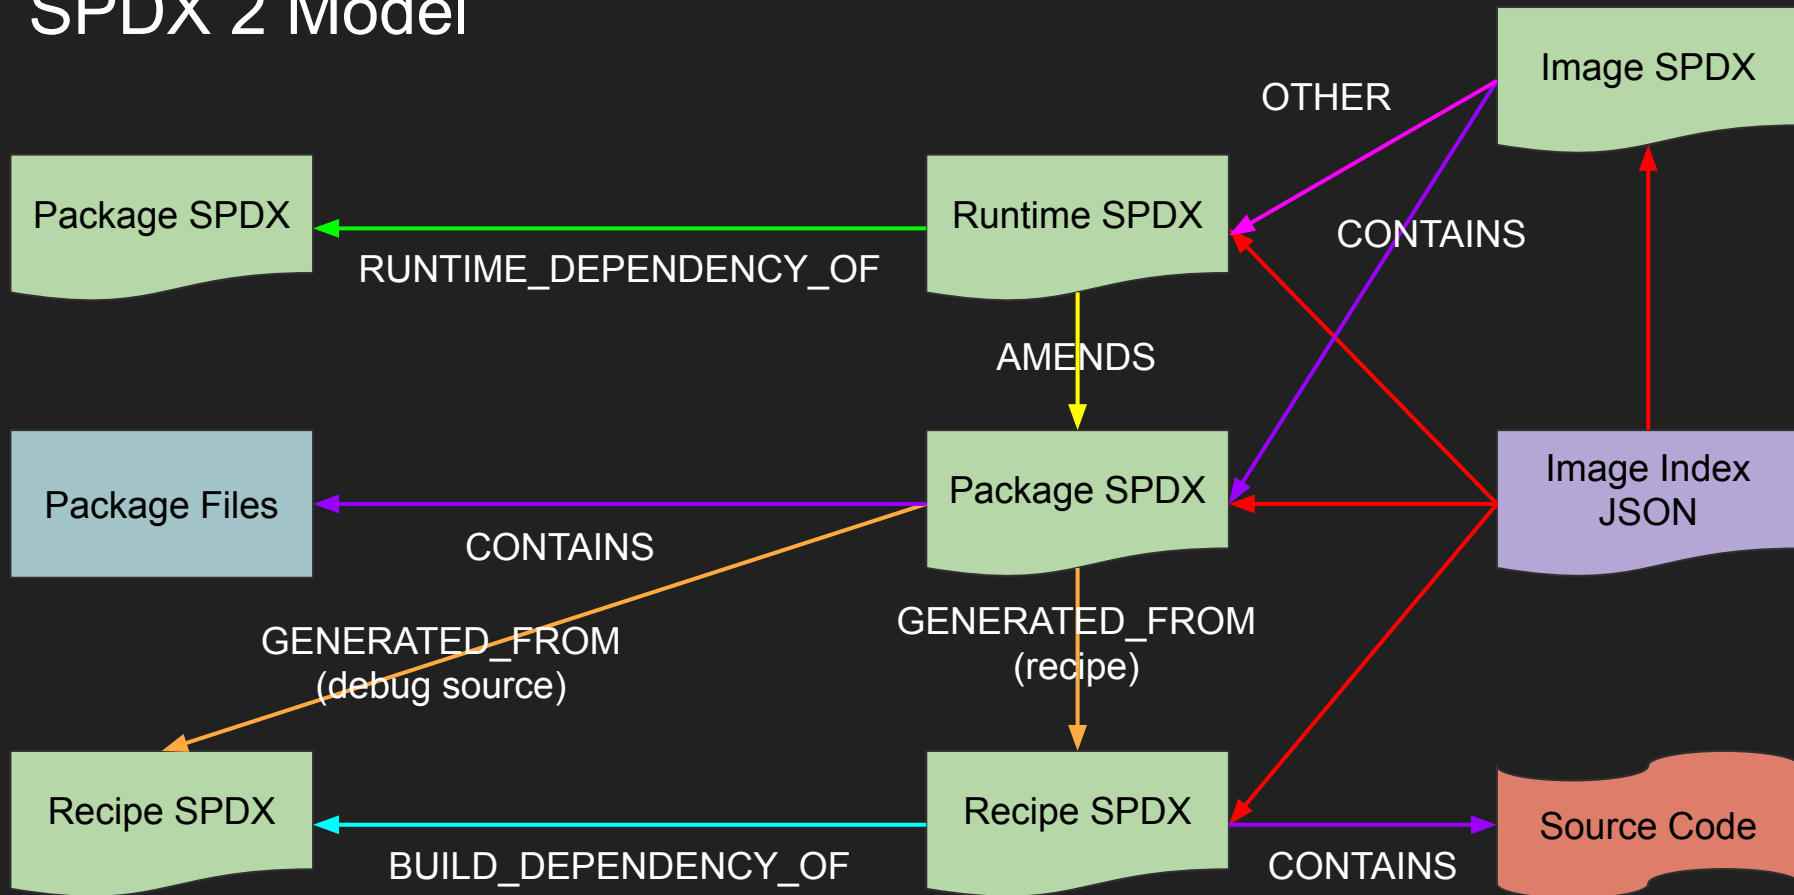 SPDX 2 Model
Image SPDX
OTHER
Package SPDX
Runtime SPDX
CONTAINS
RUNTIME_DEPENDENCY_OF
AMENDS
Package Files
Package SPDX
Image Index
JSON
CONTAINS
GENERATED_FROM
(debug source)
GENERATED_FROM
(recipe)
Recipe SPDX
Recipe SPDX
Source Code
BUILD_DEPENDENCY_OF
CONTAINS